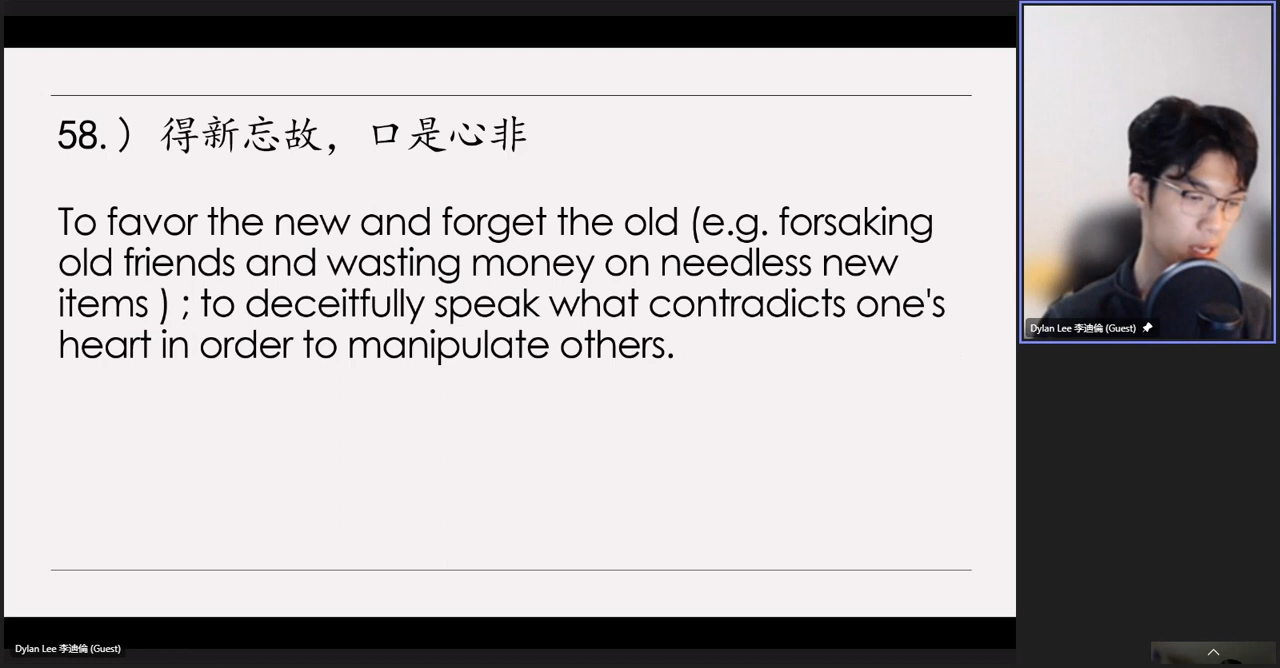 58.）得新忘故，口是心非
To favor the new and forget the old (e.g. forsaking
old friends and wasting money on needless new
items ) ; to deceitfully speak what contradicts one's
heart in order to manipulate others.
Dylan Lee 李迪倫 (Guest)
Dylan Lee 李迪倫 (Guest)